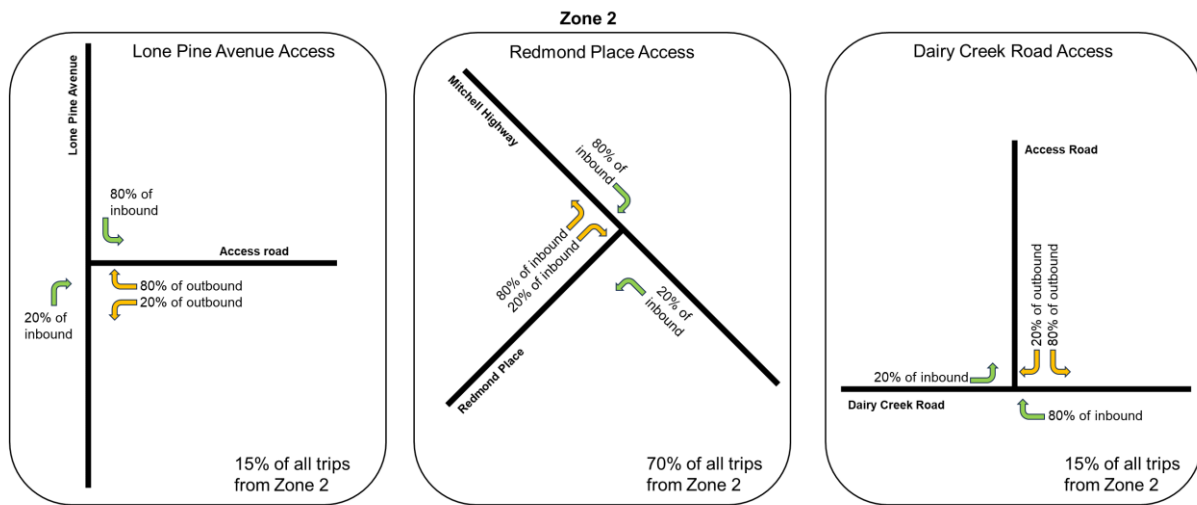 Zone 2
Lone Pine Avenue Access
Lone Pine Avenue
80% of
inbound
Access road
80% of outbound
20% of outbound
20% of
inbound
15% of all trips
from Zone 2
Redmond Place Access
Mitchell Highway
80% of
inbound
80% of inbound
20% of inbound
20% of
inbound
Redmond Place
70% of all trips
from Zone 2
Dairy Creek Road Access
Access Road
20% of outbound
80% of outbound
20% of inbound
Dairy Creek Road
80% of inbound
15% of all trips
from Zone 2